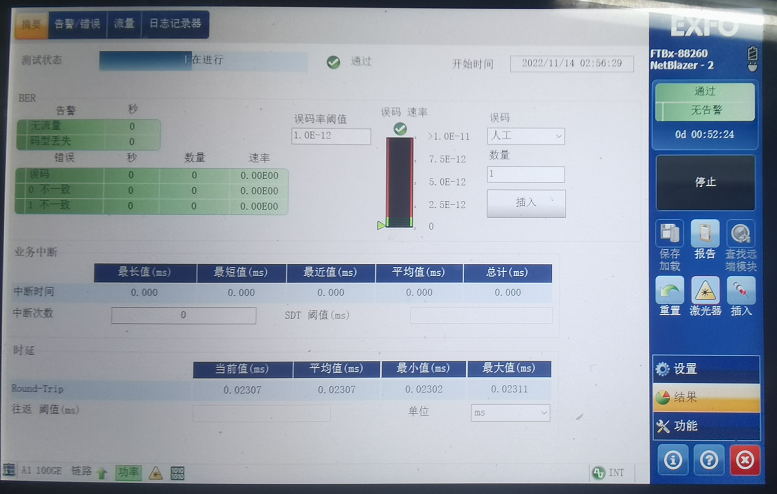 摘要 告警/错误 流量 日志记录器
EXFO
FTBx-88260
NetBlazer - 2
测试状态 正在进行 通过 开始时间 2022/11/14 02:56:29
通过
无告警
0d 00:52:24
BER
告警 秒
无流量 0
码型丢失 0
错误 秒 数量 速率
误码 0 0 0.00E00
0 不一致 0 0 0.00E00
1 不一致 0 0 0.00E00
误码率阈值
1.0E-12
误码 速率
>1.0E-11
7.5E-12
5.0E-12
2.5E-12
0
误码
人工
数量
1
插入
停止
保存
加载
报告
查找远
端模块
重置 激光器 插入
业务中断
最长值(ms) 最短值(ms) 最近值(ms) 平均值(ms) 总计(ms)
中断时间 0.000 0.000 0.000 0.000 0.000
中断次数 0 SDT 阈值(ms)
时延
当前值(ms) 平均值(ms) 最小值(ms) 最大值(ms)
Round-Trip 0.02307 0.02307 0.02302 0.02311
往返 阈值(ms) 单位 ms
设置
结果
功能
A1 100GE 链路 功率 INT